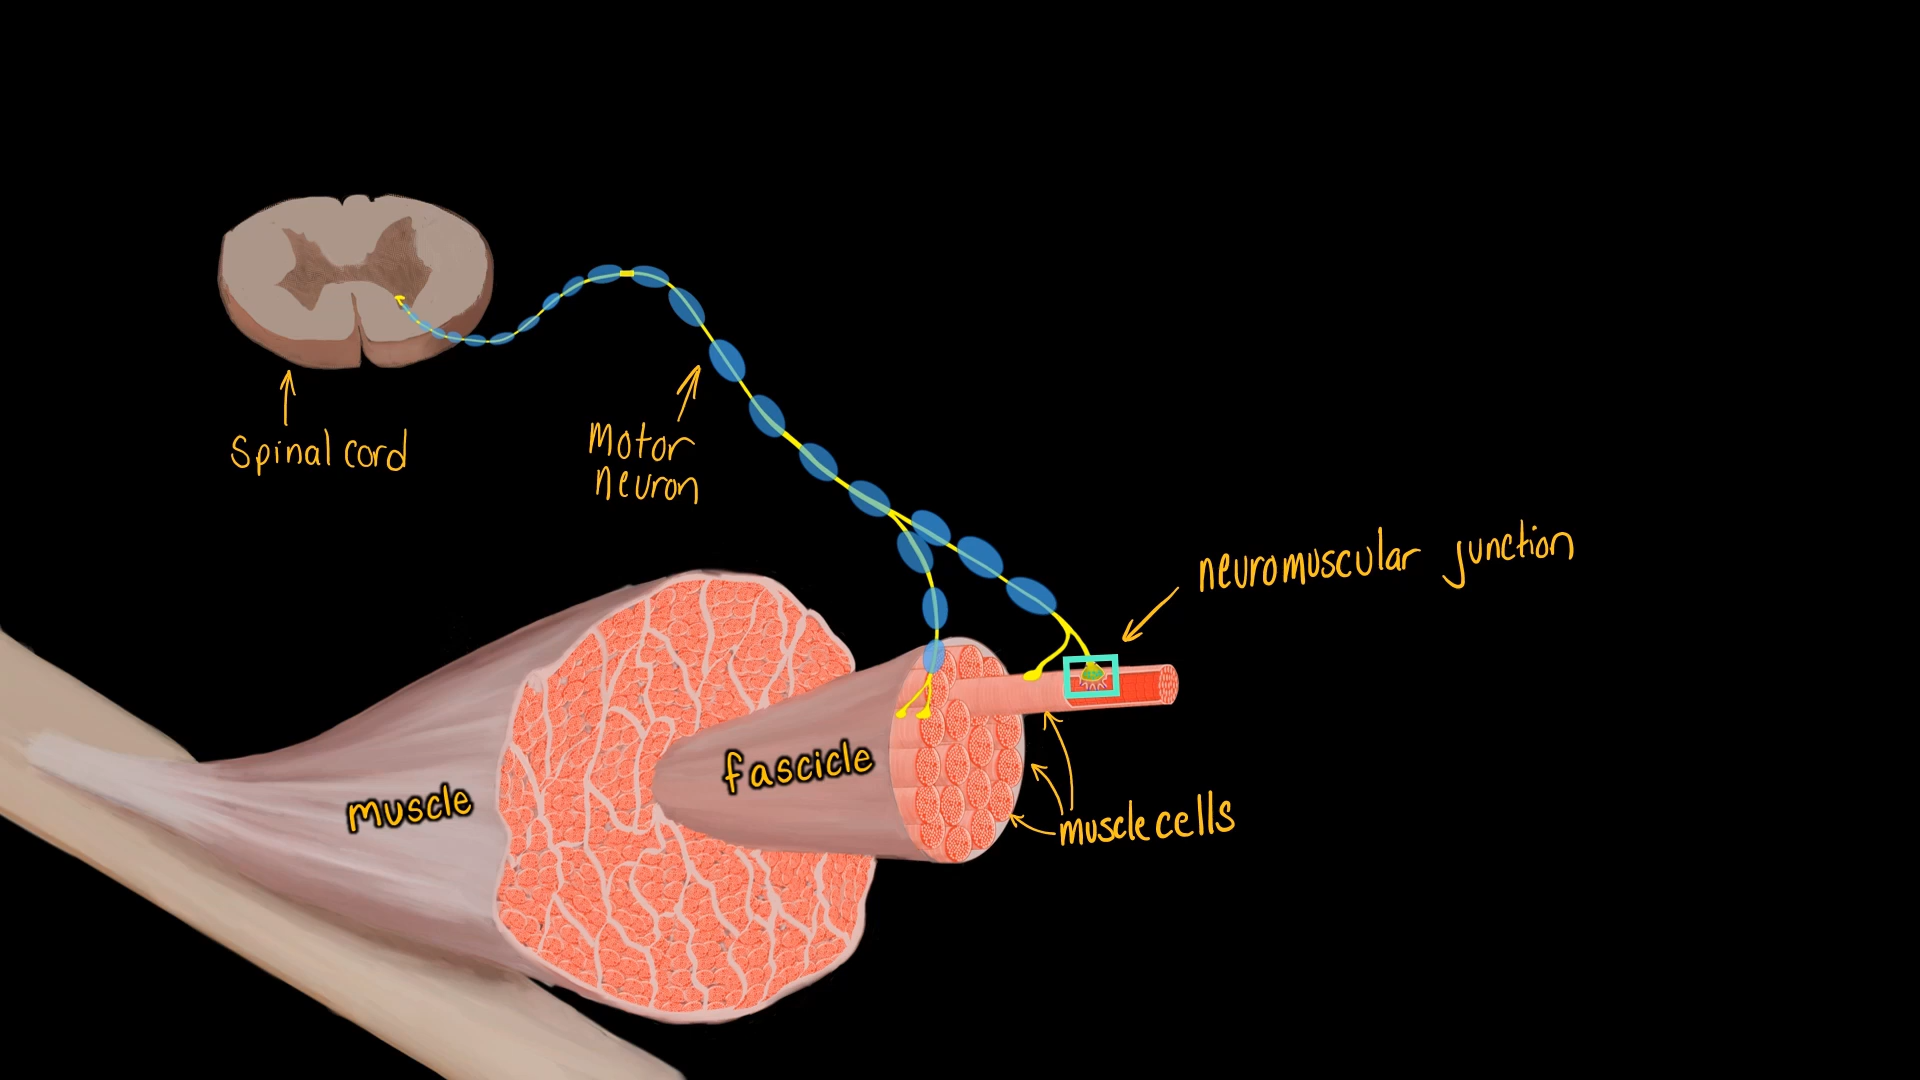 Spinal cord
Motor
neuron
neuromuscular junction
fascicle
muscle
muscle cells